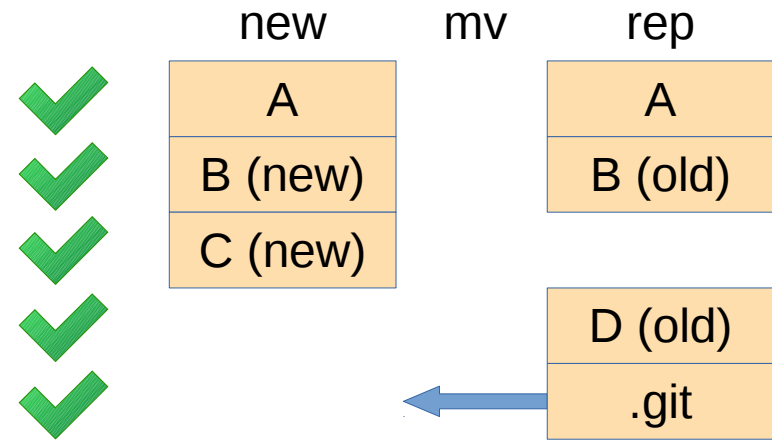 new mv rep
A A
B (new) B (old)
C (new)
D (old)
.git